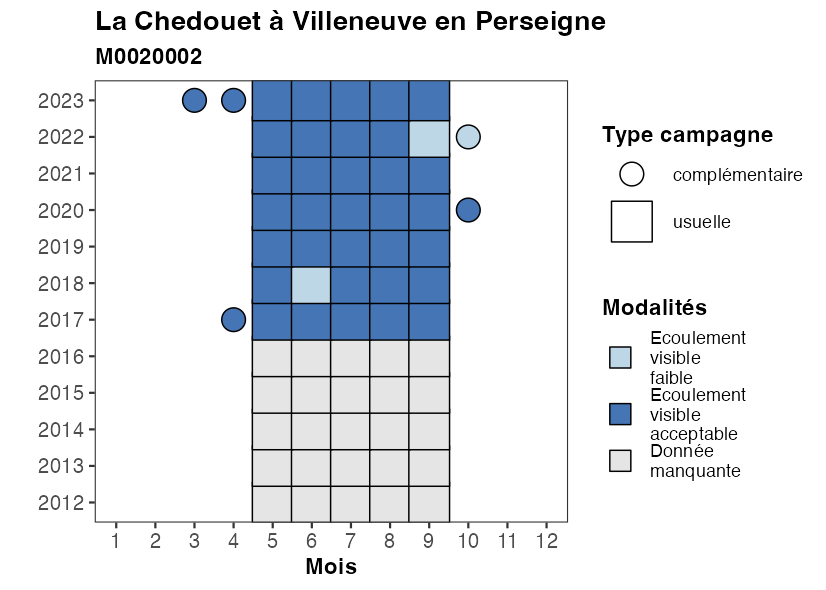 La Chedouet à Villeneuve en Perseigne
M0020002
2023
2022
2021
2020
2019
2018
2017
2016
2015
2014
2013
2012
1 2 3 4 5 6 7 8 9 10 11 12
Mois
Type campagne
complémentaire
usuelle
Modalités
Ecoulement
visible
faible
Ecoulement
visible
acceptable
Donnée
manquante